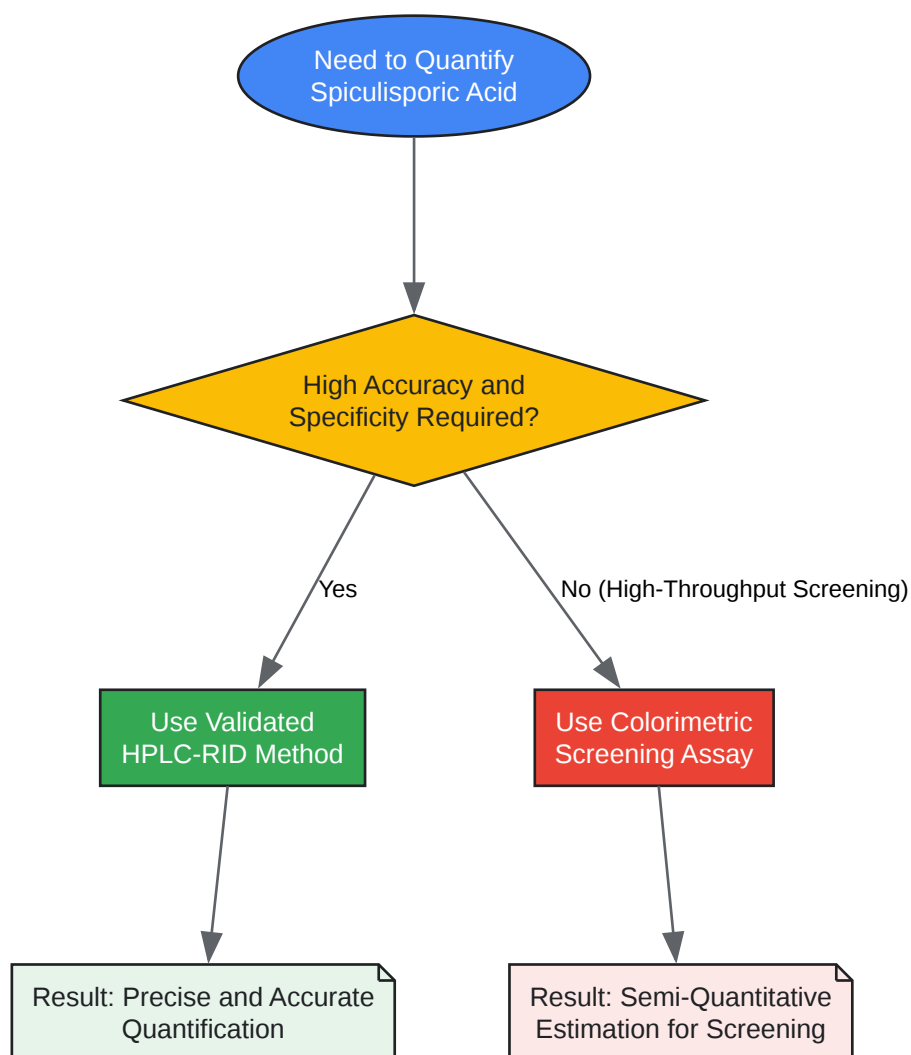 Need to Quantify
Spiculisporic Acid
High Accuracy and
Specificity Required?
Yes
No (High-Throughput Screening)
Use Validated
HPLC-RID Method
Use Colorimetric
Screening Assay
Result: Precise and Accurate
Quantification
Result: Semi-Quantitative
Estimation for Screening